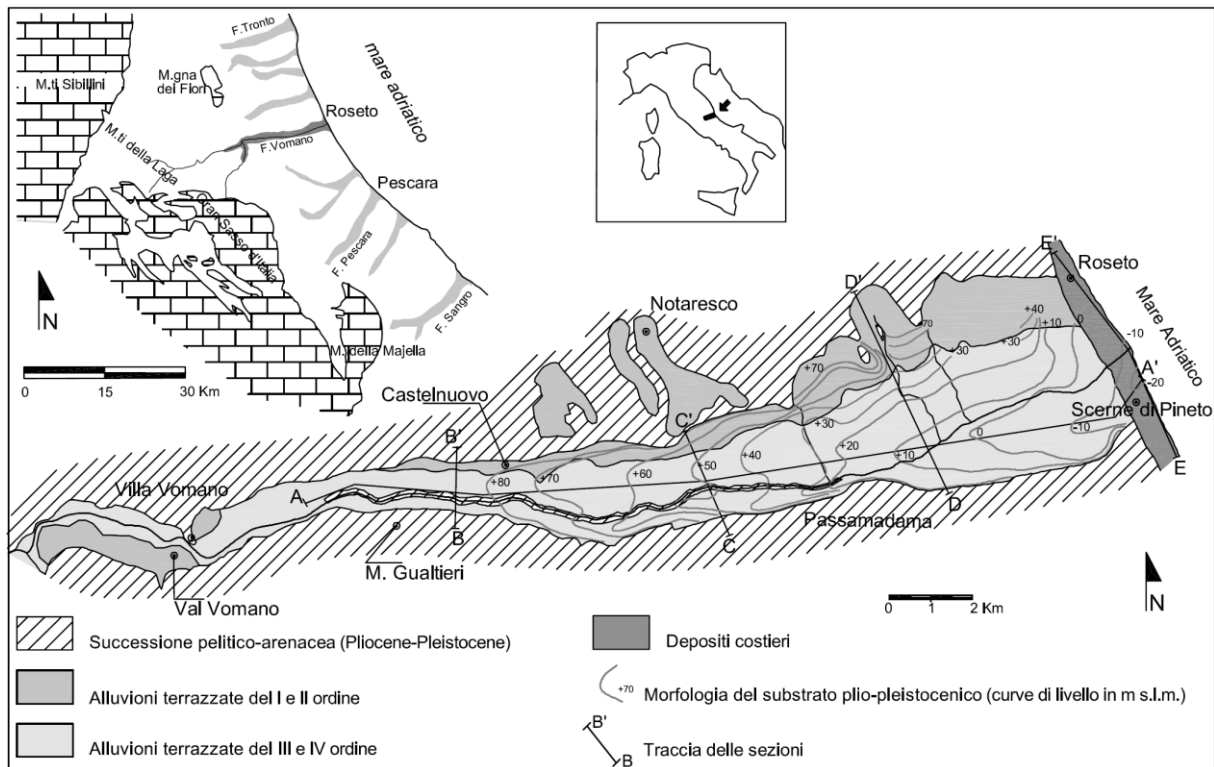 F.Tronto
mare adriatico
M.ti Sibillini
M.gna
dei Fiori
Roseto
F.Vomano
M.ti della Laga
Pescara
Gran Sasso d'Italia
F. Pescara
F. Sangro
M. della Majella
N
0 15 30 Km
E'
Roseto
D'
Notaresco
Mare Adriatico
+40
+10
0
-10
70
+30
+30
A'
-20
+70
Castelnuovo
C'
Scerne di Pineto
B'
+30
-10
0
+20
+40
+10
+50
+60
+70
+80
Villa Vomano
A
E
D
Passamadama
B
C
M. Gualtieri
Val Vomano
0 1 2 Km
N
Successione pelitico-arenacea (Pliocene-Pleistocene)
Depositi costieri
Alluvioni terrazzate del I e II ordine
+70
Morfologia del substrato plio-pleistocenico (curve di livello in m s.l.m.)
Alluvioni terrazzate del III e IV ordine
B'
B
Traccia delle sezioni